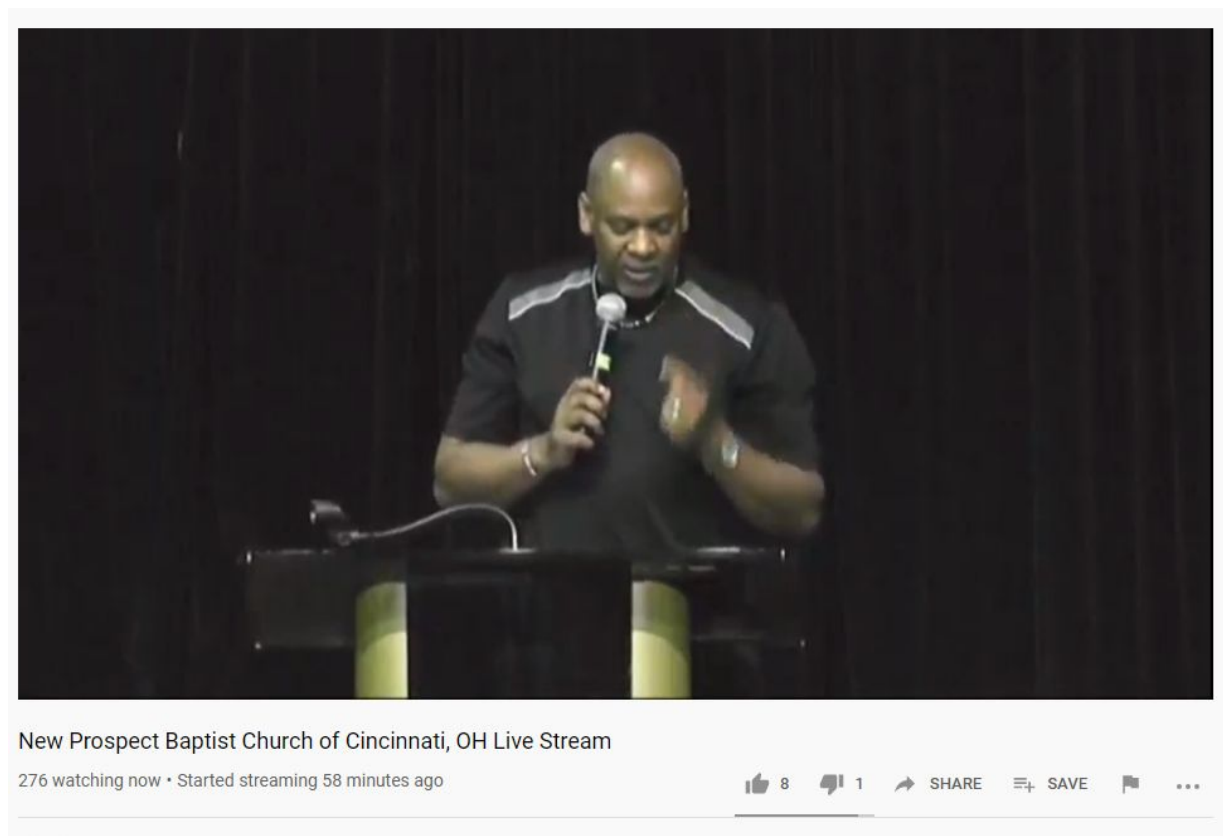 New Prospect Baptist Church of Cincinnati, OH Live Stream
276 watching now • Started streaming 58 minutes ago
8 1 SHARE SAVE